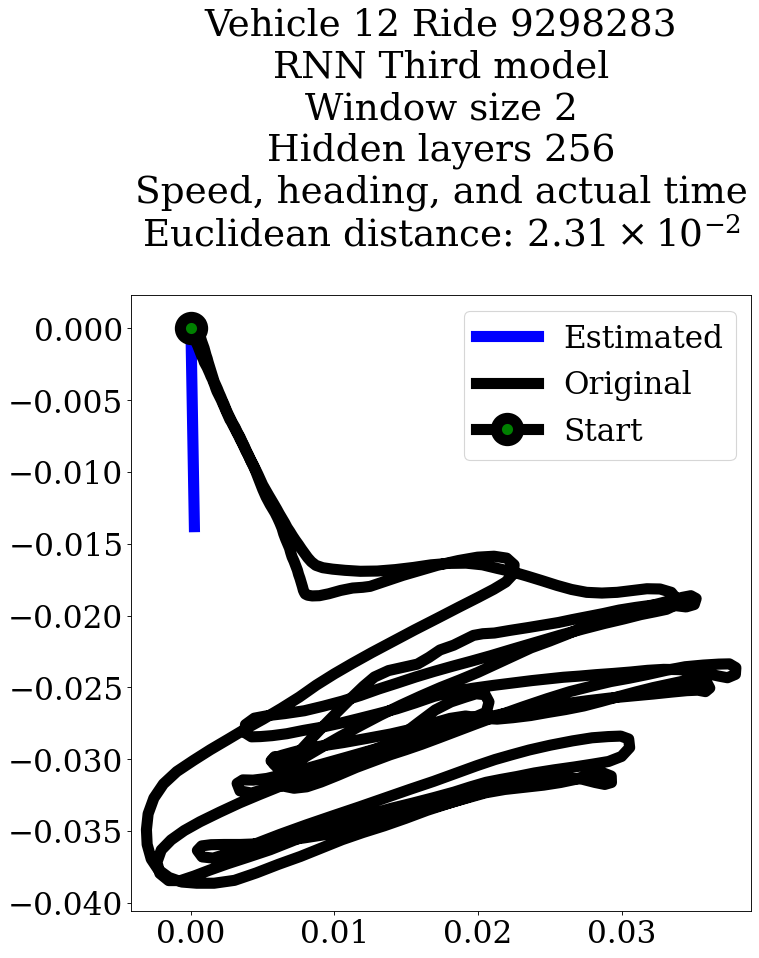 Vehicle 12 Ride 9298283
RNN Third model
Window size 2
Hidden layers 256
Speed, heading, and actual time
Euclidean distance: 2.31 × 10⁻²
Estimated
Original
Start
0.000
−0.005
−0.010
−0.015
−0.020
−0.025
−0.030
−0.035
−0.040
0.00 0.01 0.02 0.03